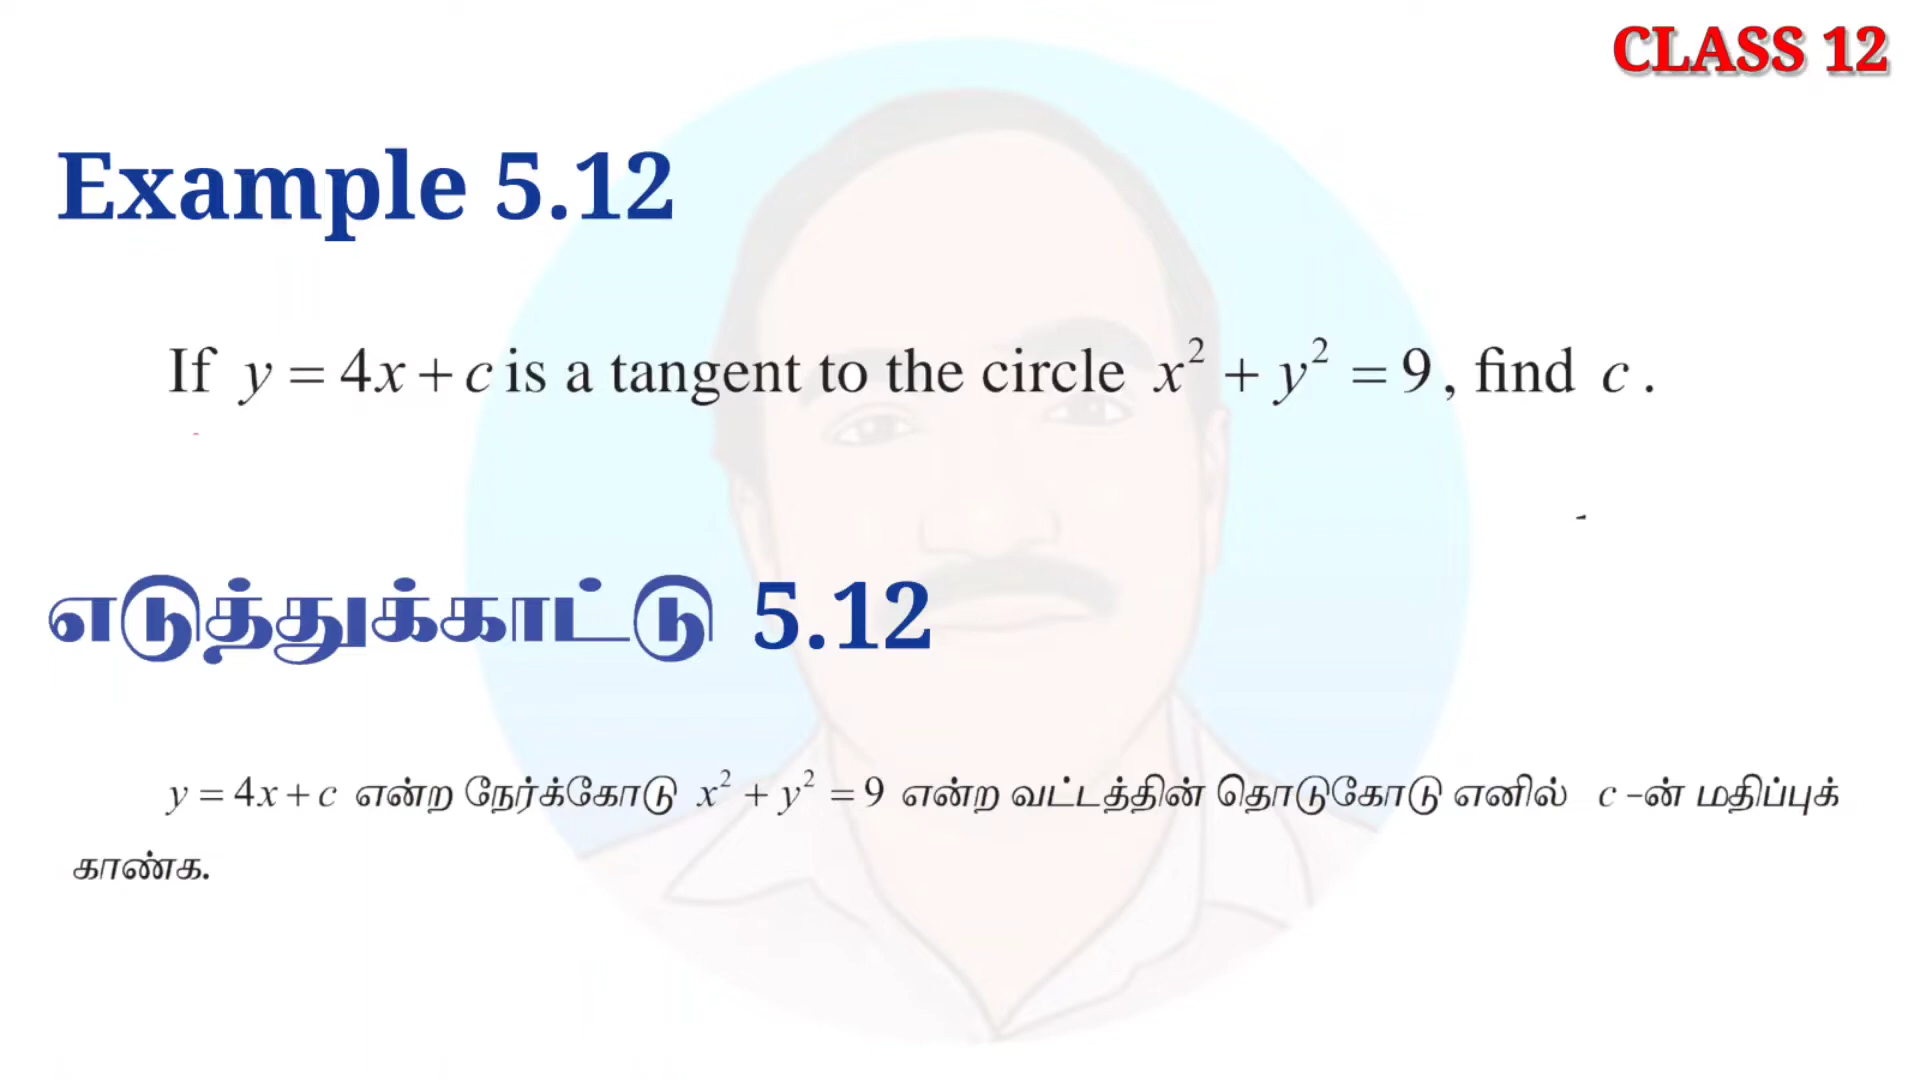 CLASS 12
Example 5.12
If y = 4x + c is a tangent to the circle x² + y² = 9, find c .
எடுத்துக்காட்டு 5.12
y = 4x + c என்ற நேர்க்கோடு x² + y² = 9 என்ற வட்டத்தின் தொடுகோடு எனில் c –ன் மதிப்புக்
காண்க.